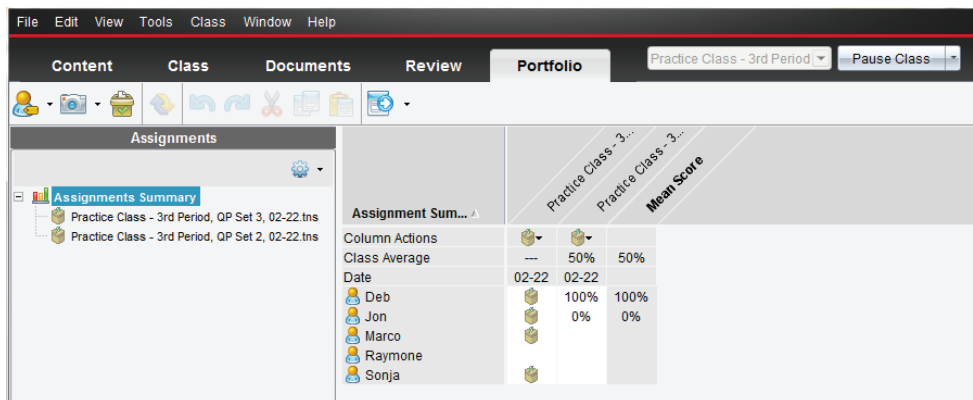 File Edit View Tools Class Window Help
Content Class Documents Review Portfolio Practice Class - 3rd Period Pause Class
Assignments
Assignments Summary
Practice Class - 3rd Period, QP Set 3, 02-22.tns
Practice Class - 3rd Period, QP Set 2, 02-22.tns
Assignment Sum... Practice Class - 3... Practice Class - 3... Mean Score
Column Actions
Class Average --- 50% 50%
Date 02-22 02-22
Deb 100% 100%
Jon 0% 0%
Marco
Raymone
Sonja